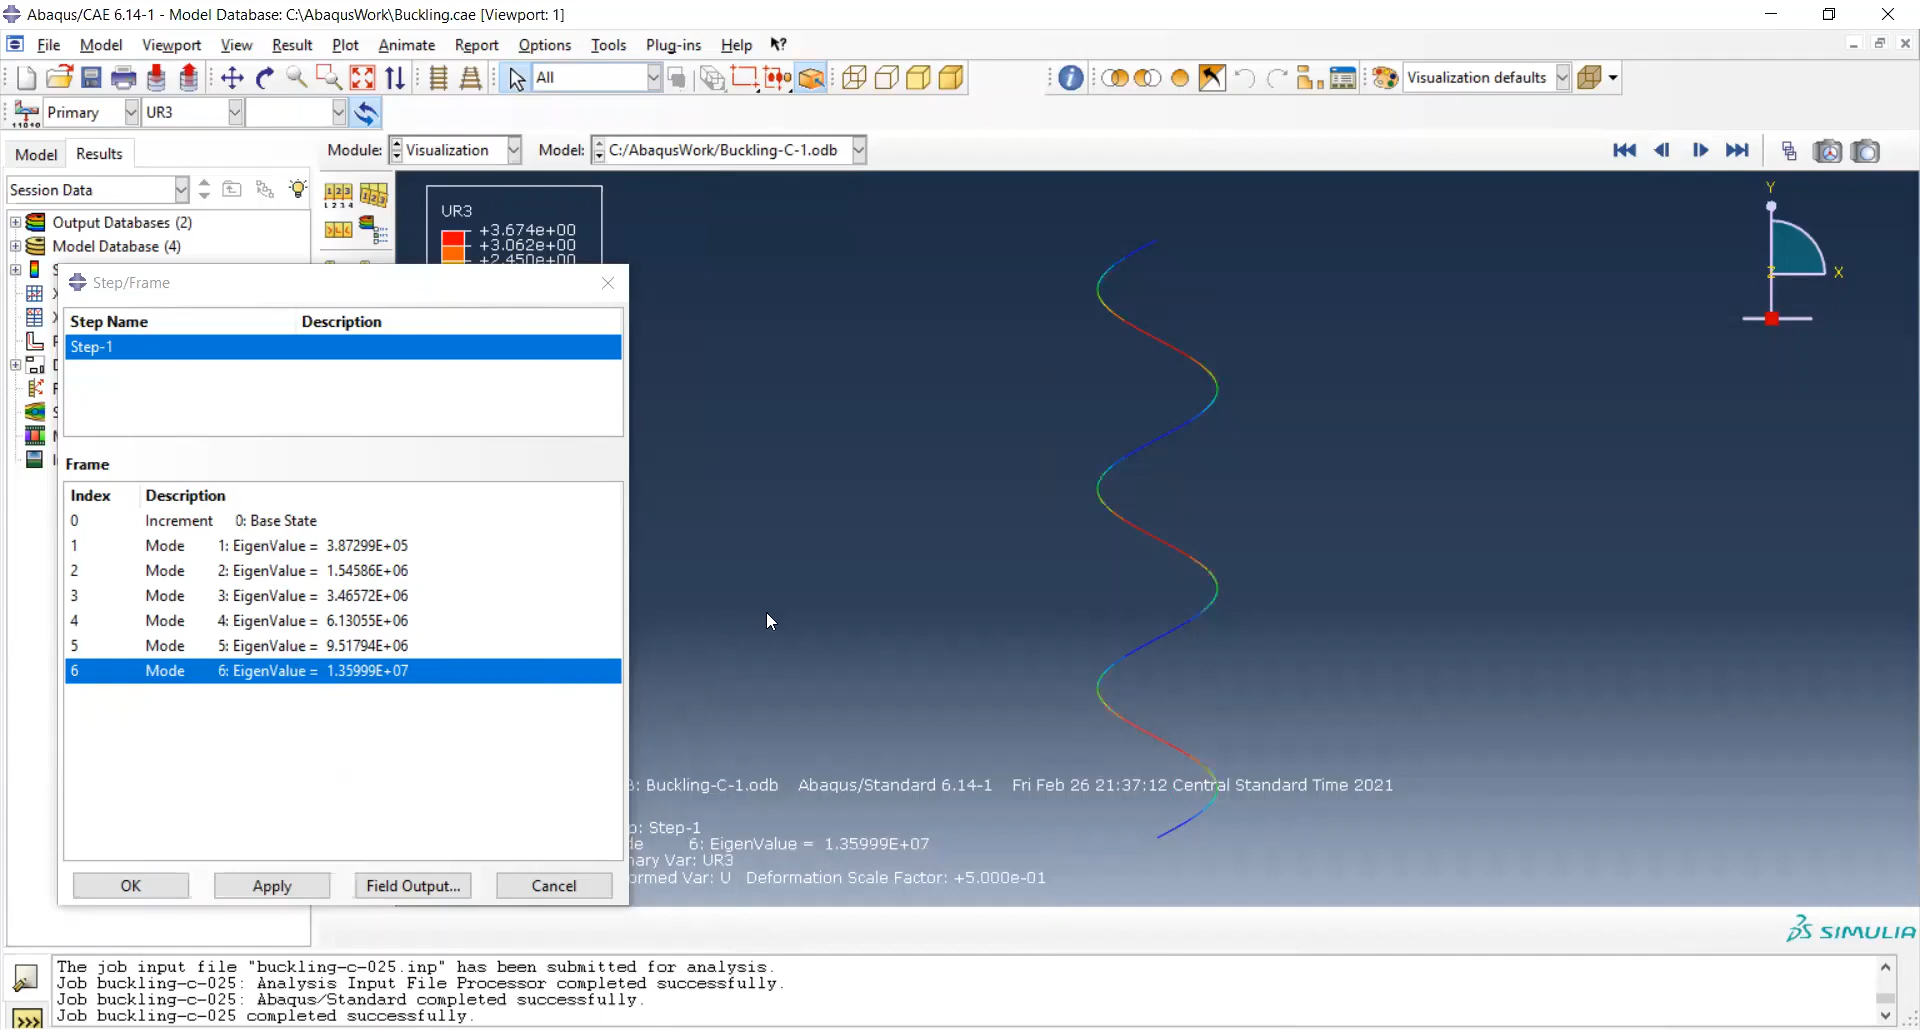 Abaqus/CAE 6.14-1 - Model Database: C:\AbaqusWork\Buckling.cae [Viewport: 1]
File Model Viewport View Result Plot Animate Report Options Tools Plug-ins Help
All
Visualization defaults
Primary UR3
Model Results
Module: Visualization Model: C:/AbaqusWork/Buckling-C-1.odb
Session Data
Output Databases (2)
Model Database (4)
UR3
+3.674e+00
+3.062e+00
+2.450e+00
Y
X
Z
Step/Frame
Step Name Description
Step-1
Frame
Index Description
0 Increment 0: Base State
1 Mode 1: EigenValue = 3.87299E+05
2 Mode 2: EigenValue = 1.54586E+06
3 Mode 3: EigenValue = 3.46572E+06
4 Mode 4: EigenValue = 6.13055E+06
5 Mode 5: EigenValue = 9.51794E+06
6 Mode 6: EigenValue = 1.35999E+07
OK Apply Field Output... Cancel
: Buckling-C-1.odb Abaqus/Standard 6.14-1 Fri Feb 26 21:37:12 Central Standard Time 2021
: Step-1
6: EigenValue = 1.35999E+07
ary Var: UR3
ormed Var: U Deformation Scale Factor: +5.000e-01
SIMULIA
The job input file "buckling-c-025.inp" has been submitted for analysis.
Job buckling-c-025: Analysis Input File Processor completed successfully.
Job buckling-c-025: Abaqus/Standard completed successfully.
Job buckling-c-025 completed successfully.